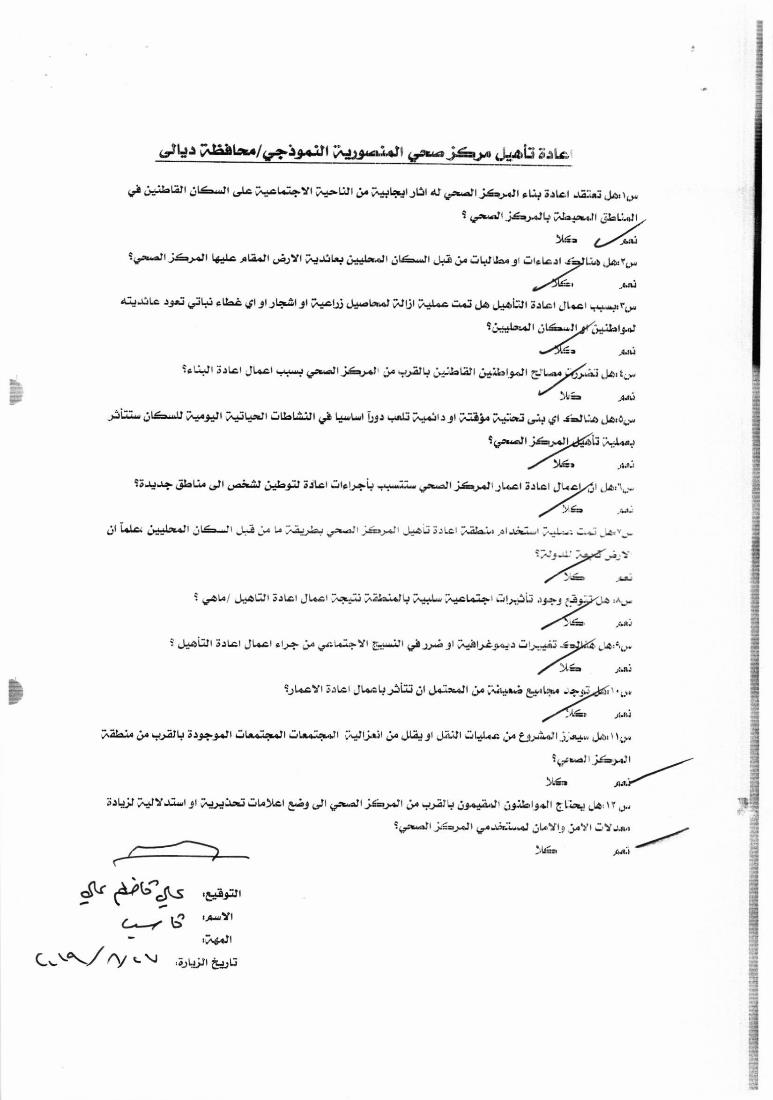 اعادة تأهيل مركز صحي المنصورية النموذجي/محافظة ديالى
س١:هل تعتقد اعادة بناء المركز الصحي له اثار ايجابية من الناحية الاجتماعية على السكان القاطنين في
المناطق المحيطة بالمركز الصحي ؟
نعم كلا
س٢:هل هنالك ادعاءات او مطالبات من قبل السكان المحليين بعائدية الارض المقام عليها المركز الصحي؟
نعم كلا
س٣:بسبب اعمال اعادة التأهيل هل تمت عملية ازالة لمحاصيل زراعية او اشجار او اي غطاء نباتي تعود عائديته
لمواطنين او السكان المحليين؟
نعم كلا
س٤:هل تضررت مصالح المواطنين القاطنين بالقرب من المركز الصحي بسبب اعمال اعادة البناء؟
نعم كلا
س٥:هل هنالك اي بنى تحتية مؤقتة او دائمية تلعب دوراً اساسيا في النشاطات الحياتية اليومية للسكان ستتأثر
بعملية تأهيل المركز الصحي؟
نعم كلا
س٦:هل ان اعمال اعادة اعمار المركز الصحي ستتسبب بأجراءات اعادة لتوطين لشخص الى مناطق جديدة؟
نعم كلا
س٧:هل تمت عملية استخدام منطقة اعادة تأهيل المركز الصحي بطريقة ما من قبل السكان المحليين ،علماً ان
الارض تابعة للدولة؟
نعم كلا
س٨: هل تتوقع وجود تأثيرات اجتماعية سلبية بالمنطقة نتيجة اعمال اعادة التاهيل /ماهي ؟
نعم كلا
س٩:هل هنالك تغييرات ديموغرافية او ضرر في النسيج الاجتماعي من جراء اعمال اعادة التأهيل ؟
نعم كلا
س١٠:هل توجد مجاميع ضعيفة من المحتمل ان تتأثر باعمال اعادة الاعمار؟
نعم كلا
س١١:هل سيعزز المشروع من عمليات النقل او يقلل من انعزالية المجتمعات المجتمعات الموجودة بالقرب من منطقة
المركز الصحي؟
نعم كلا
س١٢:هل يحتاج المواطنون المقيمون بالقرب من المركز الصحي الى وضع اعلامات تحذيرية او استدلالية لزيادة
معدلات الامن والامان لمستخدمي المركز الصحي؟
نعم كلا
التوقيع: علي كاظم علي
الاسم: كاسب
المهنة:
تاريخ الزيارة: ٢٧/٨/٢٠١٩